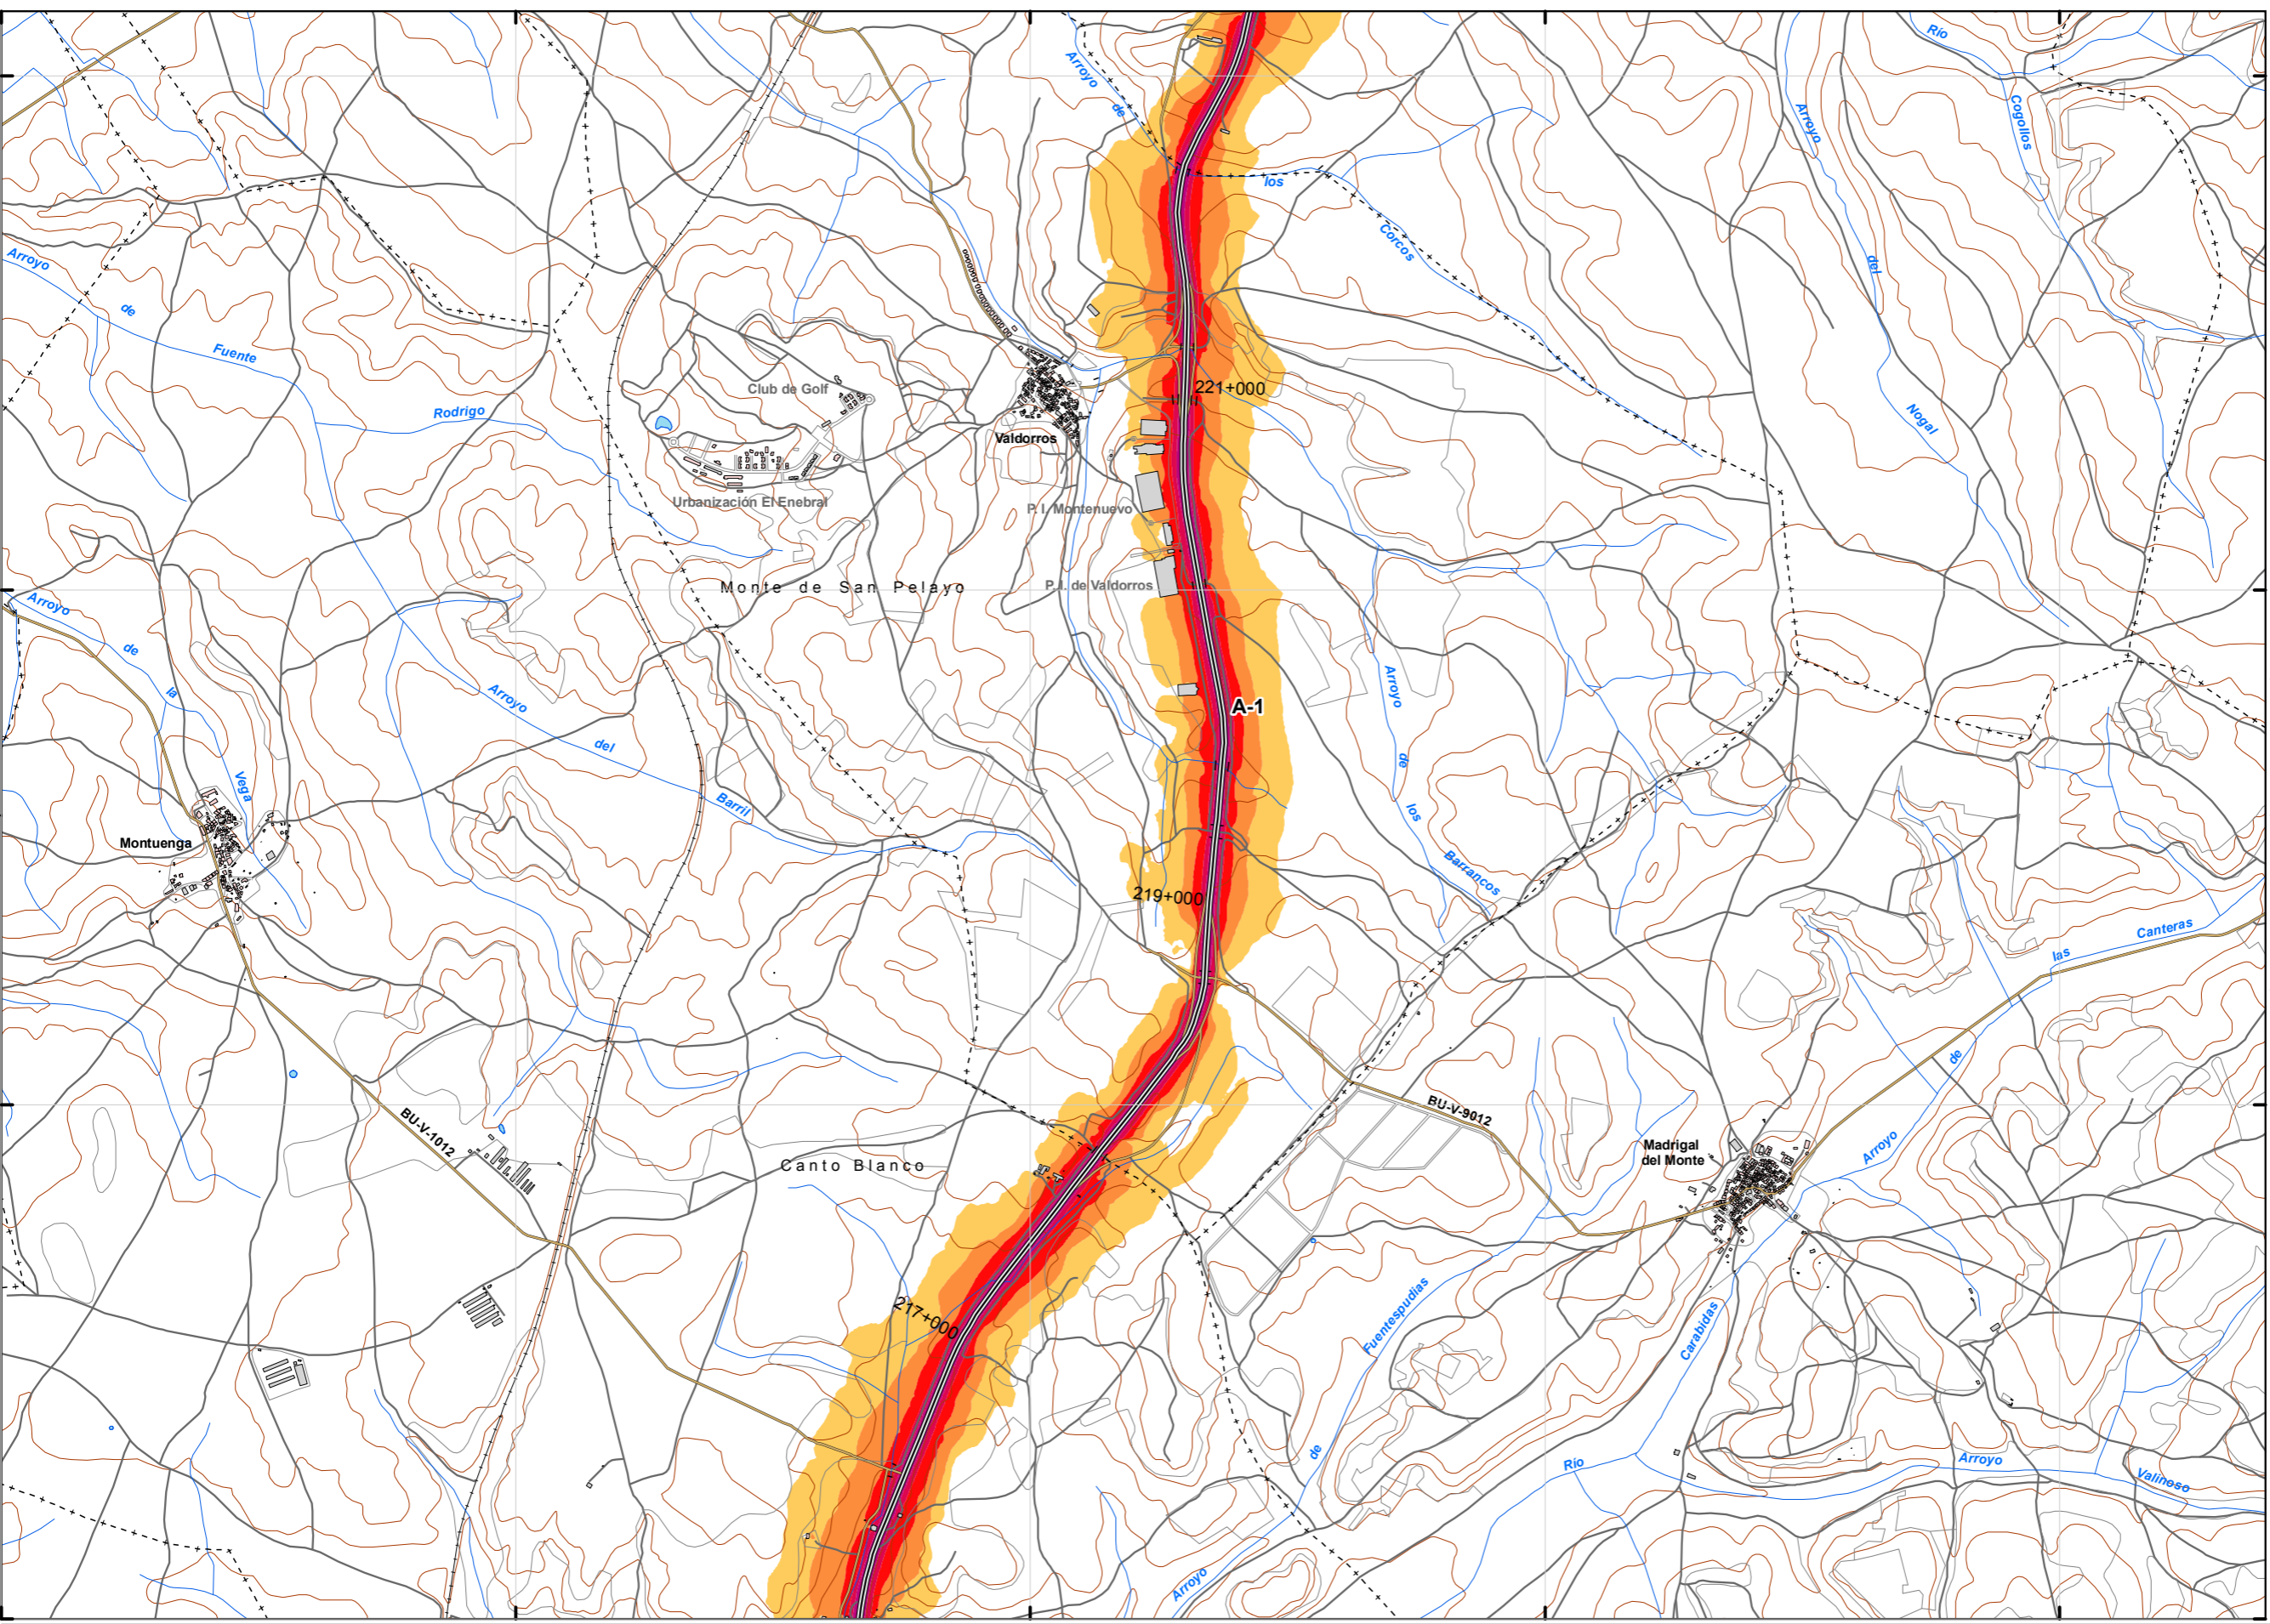 Río
Arroyo
de
Cogollos
Arroyo
los
Corcos
Arroyo
del
de
Fuente
Club de Golf
221+000
Rodrigo
Nogal
Valdorros
Urbanización El Enebral
P. I. Montenuevo
Monte de San Pelayo
P. I. de Valdorros
Arroyo
de
la
Arroyo
Arroyo
A-1
del
de
Vega
Barril
los
Montuenga
Barrancos
219+000
Canteras
las
de
BU-V-1012
BU-V-9012
Arroyo
Madrigal
del Monte
Canto Blanco
217+000
Fuentespudias
Carabidas
de
Río
Arroyo
Valinoso
Arroyo